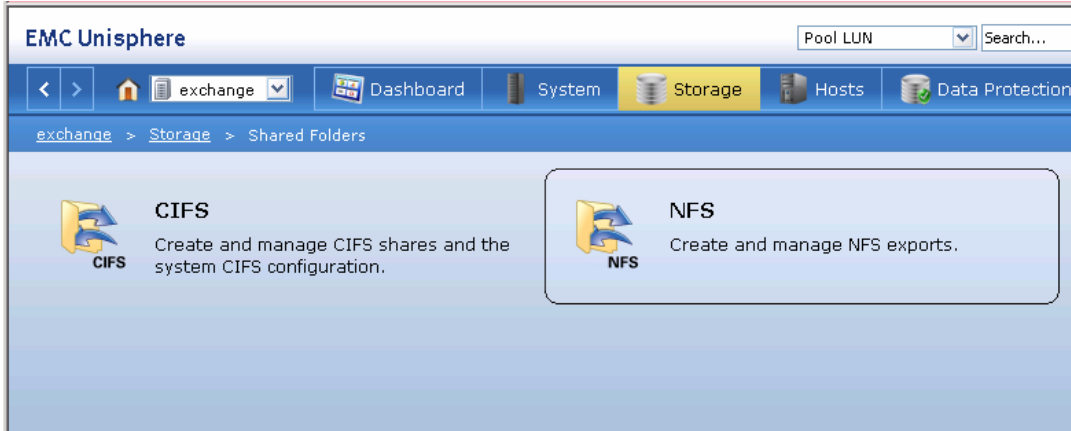 EMC Unisphere
Pool LUN
Search...
exchange
Dashboard
System
Storage
Hosts
Data Protection
exchange > Storage > Shared Folders
CIFS
Create and manage CIFS shares and the
system CIFS configuration.
CIFS
NFS
Create and manage NFS exports.
NFS